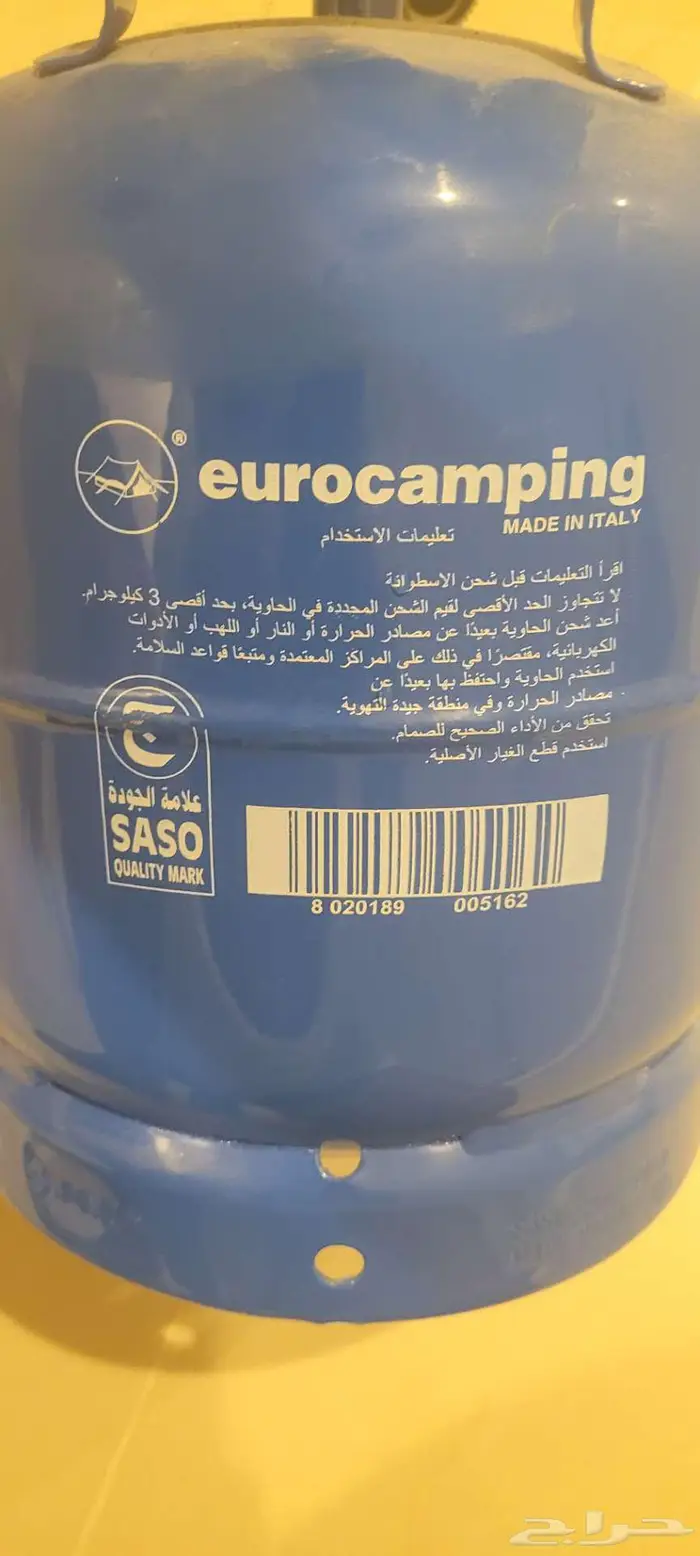 ®
eurocamping
MADE IN ITALY
تعليمات الاستخدام
اقرأ التعليمات قبل شحن الاسطوانة
لا تتجاوز الحد الأقصى لقيم الشحن المحددة في الحاوية، بحد أقصى 3 كيلوجرام.
أعد شحن الحاوية بعيدًا عن مصادر الحرارة أو النار أو اللهب أو الأدوات
الكهربائية، مقتصرًا في ذلك على المراكز المعتمدة ومتبعًا قواعد السلامة.
استخدم الحاوية واحتفظ بها بعيدًا عن
مصادر الحرارة وفي منطقة جيدة التهوية.
تحقق من الأداء الصحيح للصمام.
استخدم قطع الغيار الأصلية.
ج
علامة الجودة
SASO
QUALITY MARK
8 020189 005162
حراج